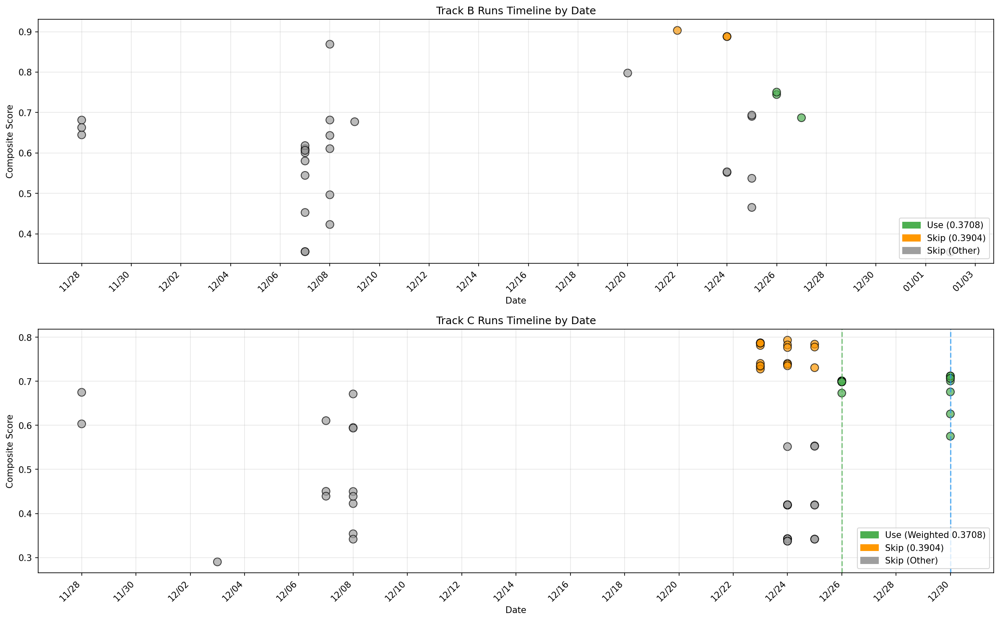 Track B Runs Timeline by Date
Composite Score
0.9
0.8
0.7
0.6
0.5
0.4
Use (0.3708)
Skip (0.3904)
Skip (Other)
11/28 11/30 12/02 12/04 12/06 12/08 12/10 12/12 12/14 12/16 12/18 12/20 12/22 12/24 12/26 12/28 12/30 01/01 01/03
Date
Track C Runs Timeline by Date
Composite Score
0.8
0.7
0.6
0.5
0.4
0.3
Use (Weighted 0.3708)
Skip (0.3904)
Skip (Other)
11/28 11/30 12/02 12/04 12/06 12/08 12/10 12/12 12/14 12/16 12/18 12/20 12/22 12/24 12/26 12/28 12/30
Date